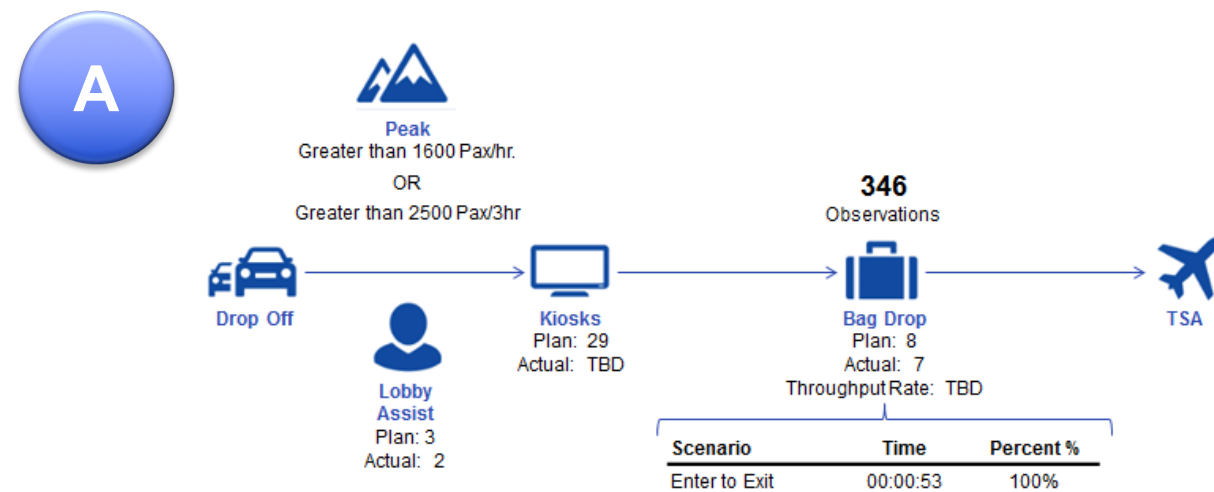 A
Peak
Greater than 1600 Pax/hr.
OR
Greater than 2500 Pax/3hr
346
Observations
Drop Off
Lobby
Assist
Plan: 3
Actual: 2
Kiosks
Plan: 29
Actual: TBD
Bag Drop
Plan: 8
Actual: 7
Throughput Rate: TBD
TSA
Scenario Time Percent %
Enter to Exit 00:00:53 100%